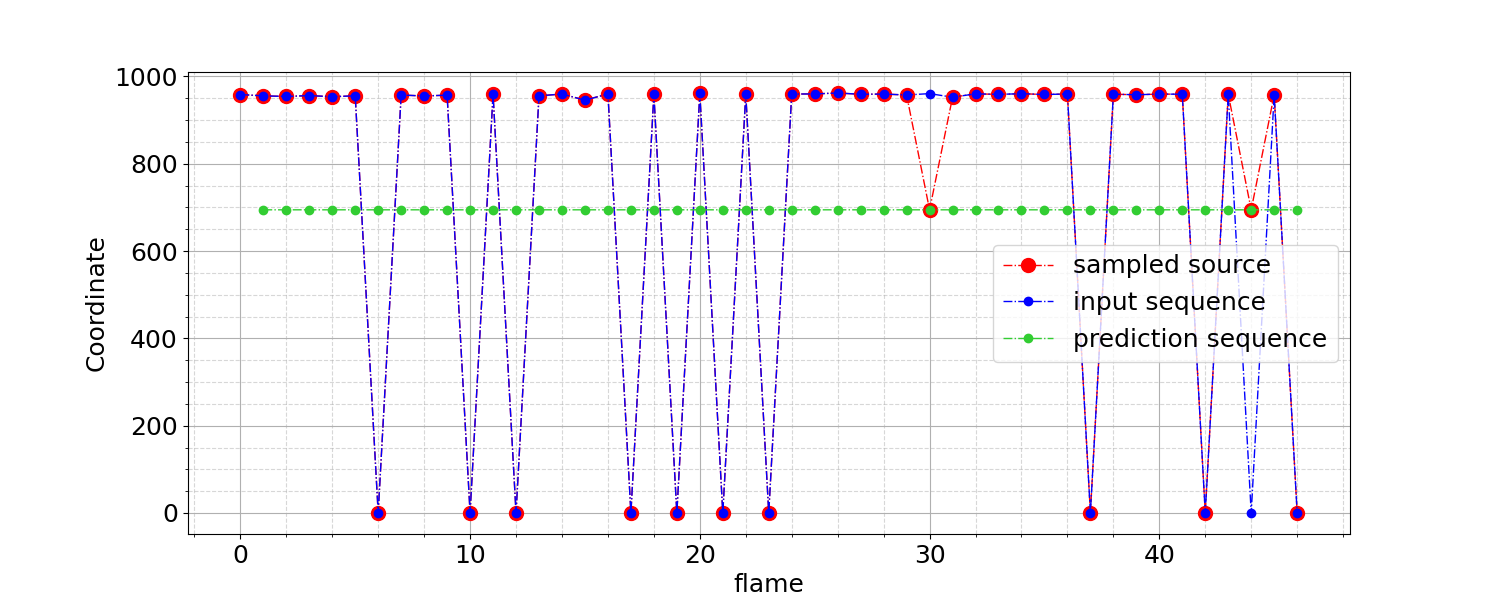 1000
800
600
400
200
0
Coordinate
sampled source
input sequence
prediction sequence
0 10 20 30 40
flame